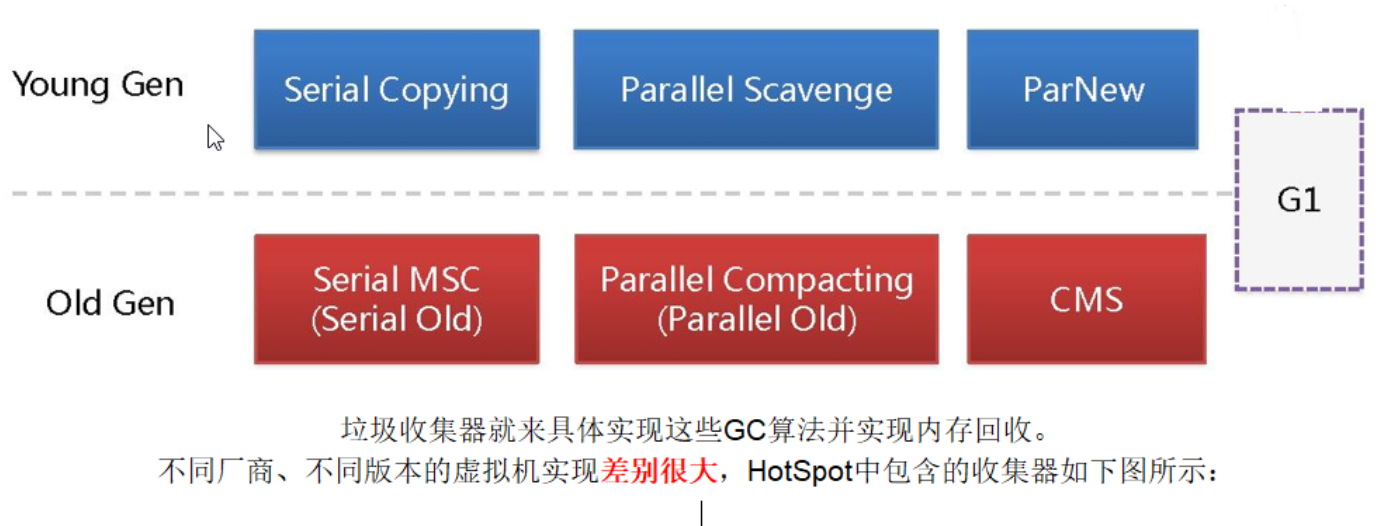 Young Gen
Serial Copying
Parallel Scavenge
ParNew
G1
Old Gen
Serial MSC
(Serial Old)
Parallel Compacting
(Parallel Old)
CMS
垃圾收集器就来具体实现这些GC算法并实现内存回收。
不同厂商、不同版本的虚拟机实现差别很大，HotSpot中包含的收集器如下图所示：